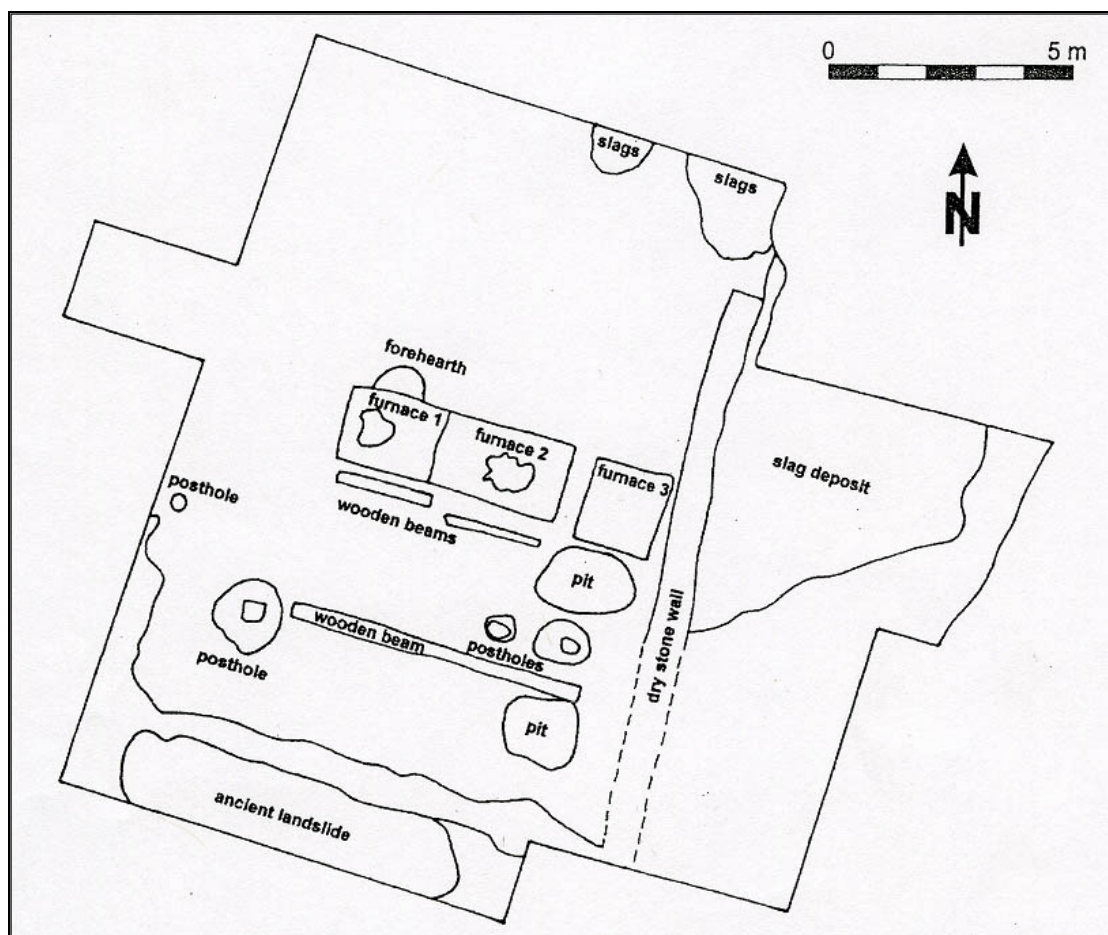 0 5 m
slags
slags
N
forehearth
furnace 1
furnace 2
furnace 3
slag deposit
posthole
wooden beams
pit
wooden beam
postholes
posthole
dry stone wall
pit
ancient landslide